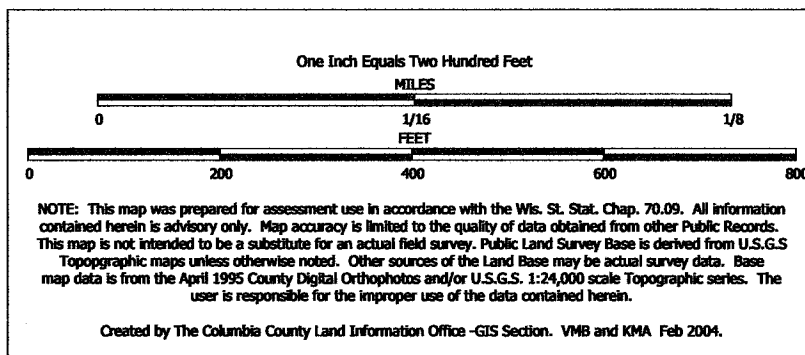 One Inch Equals Two Hundred Feet
MILES
0 1/16 1/8
FEET
0 200 400 600 800
NOTE: This map was prepared for assessment use in accordance with the Wis. St. Stat. Chap. 70.09. All information
contained herein is advisory only. Map accuracy is limited to the quality of data obtained from other Public Records.
This map is not intended to be a substitute for an actual field survey. Public Land Survey Base is derived from U.S.G.S
Topopgraphic maps unless otherwise noted. Other sources of the Land Base may be actual survey data. Base
map data is from the April 1995 County Digital Orthophotos and/or U.S.G.S. 1:24,000 scale Topographic series. The
user is responsible for the improper use of the data contained herein.
Created by The Columbia County Land Information Office -GIS Section. VMB and KMA Feb 2004.